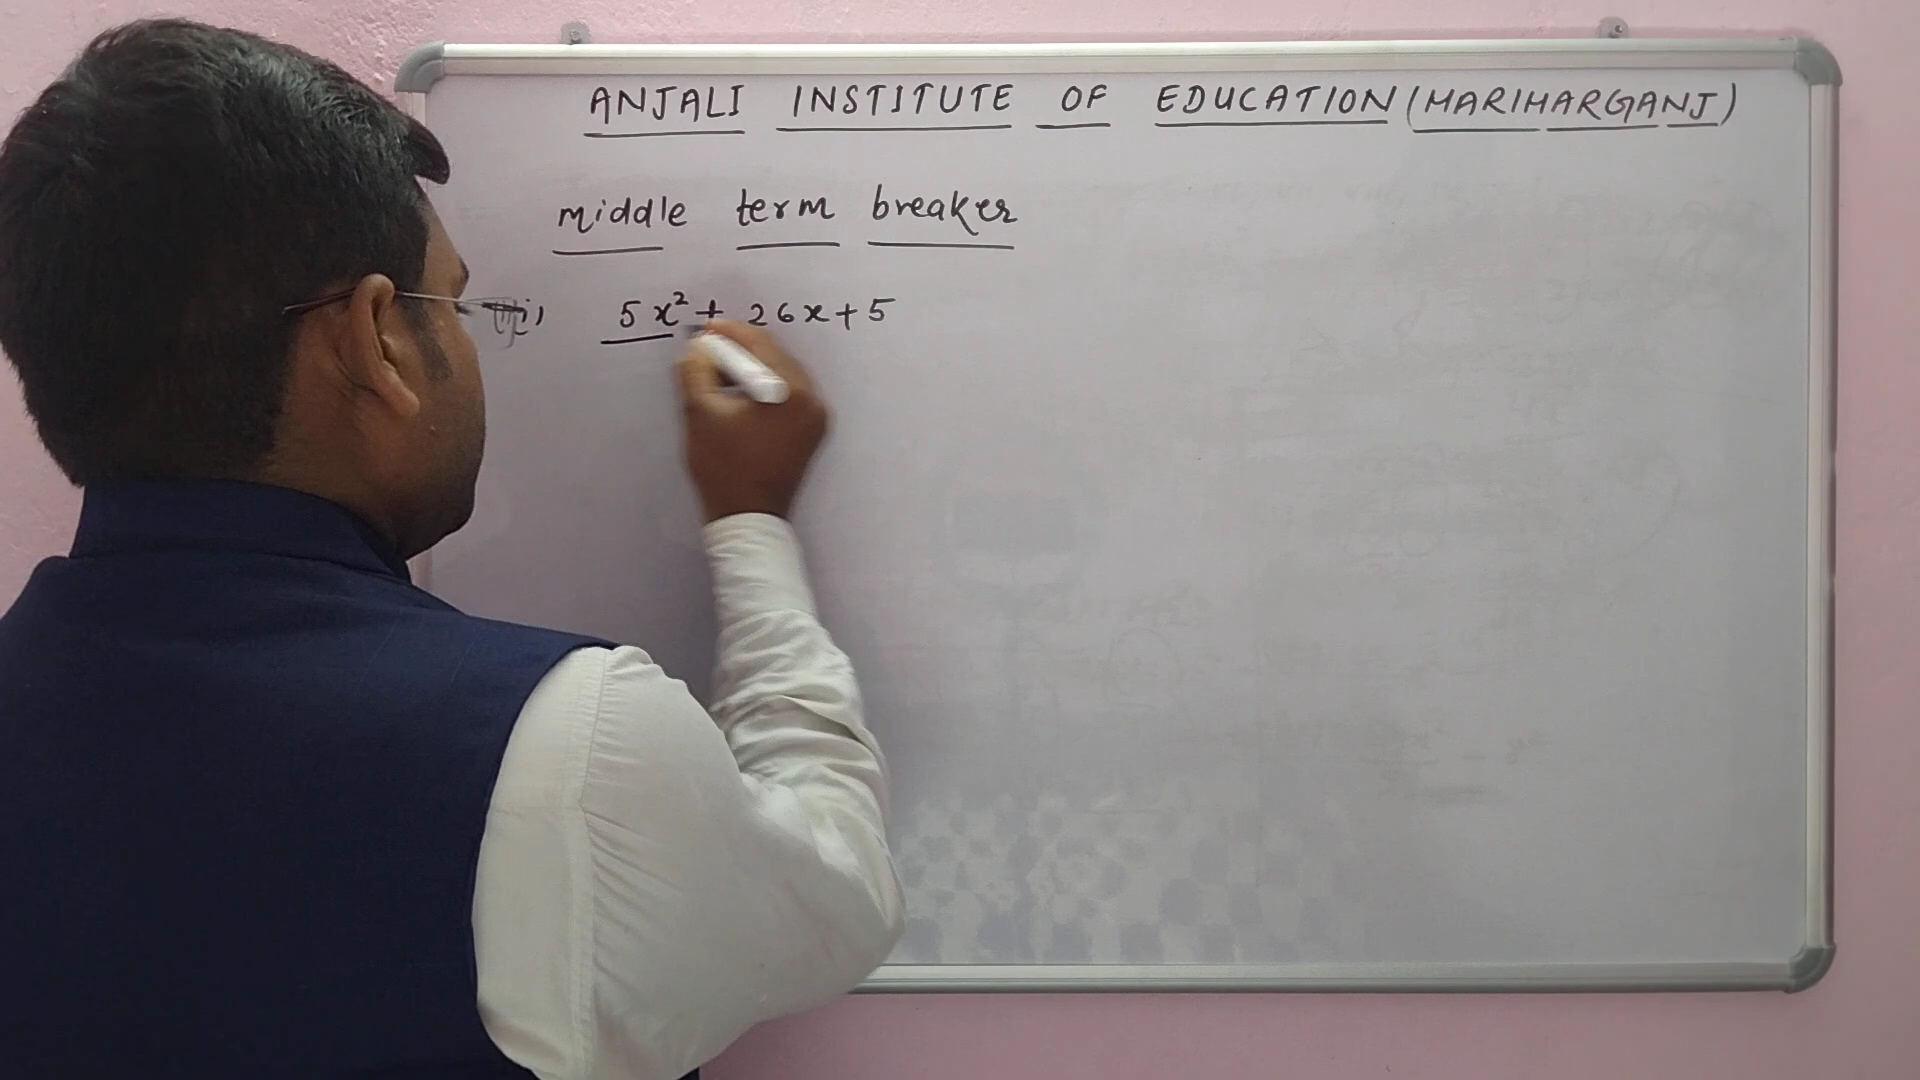 ANJALI INSTITUTE OF EDUCATION (MARIHARGANJ)
middle term breaker
5x² + 26x + 5